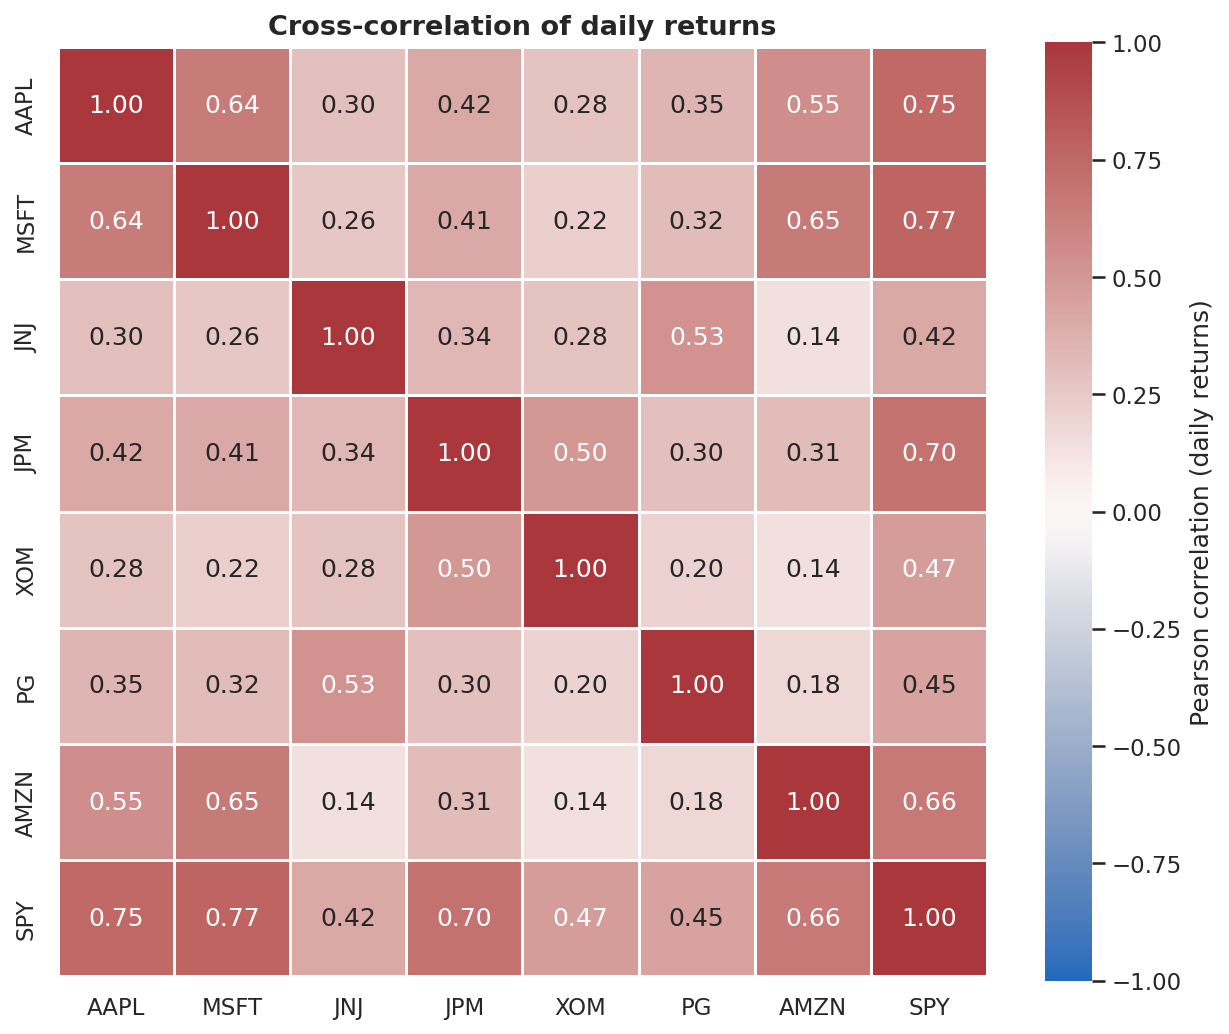 Cross-correlation of daily returns
AAPL 1.00 0.64 0.30 0.42 0.28 0.35 0.55 0.75
MSFT 0.64 1.00 0.26 0.41 0.22 0.32 0.65 0.77
JNJ 0.30 0.26 1.00 0.34 0.28 0.53 0.14 0.42
JPM 0.42 0.41 0.34 1.00 0.50 0.30 0.31 0.70
XOM 0.28 0.22 0.28 0.50 1.00 0.20 0.14 0.47
PG 0.35 0.32 0.53 0.30 0.20 1.00 0.18 0.45
AMZN 0.55 0.65 0.14 0.31 0.14 0.18 1.00 0.66
SPY 0.75 0.77 0.42 0.70 0.47 0.45 0.66 1.00
AAPL MSFT JNJ JPM XOM PG AMZN SPY
1.00
0.75
0.50
0.25
0.00
−0.25
−0.50
−0.75
−1.00
Pearson correlation (daily returns)